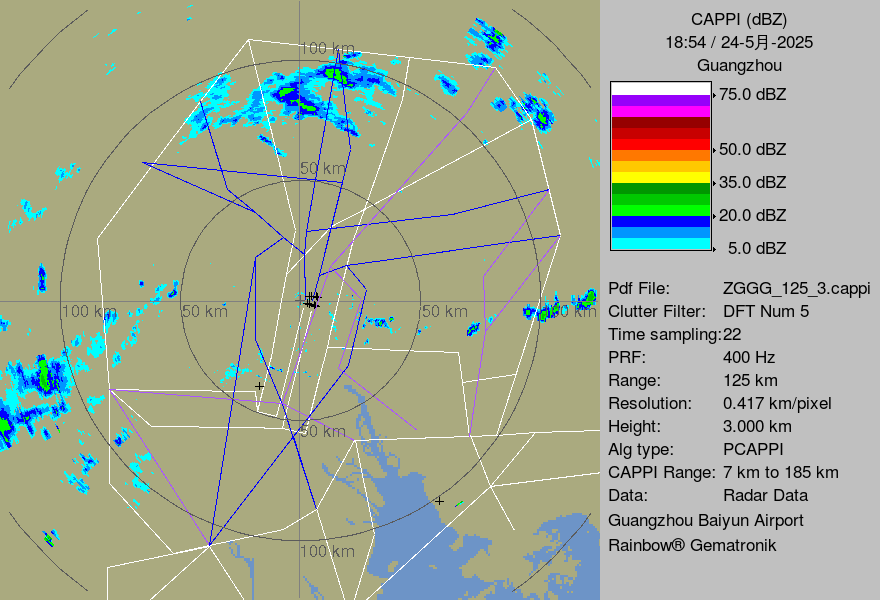 CAPPI (dBZ)
18:54 / 24-5月-2025
Guangzhou
75.0 dBZ
50.0 dBZ
35.0 dBZ
20.0 dBZ
5.0 dBZ
Pdf File: ZGGG_125_3.cappi
Clutter Filter: DFT Num 5
Time sampling:22
PRF: 400 Hz
Range: 125 km
Resolution: 0.417 km/pixel
Height: 3.000 km
Alg type: PCAPPI
CAPPI Range: 7 km to 185 km
Data: Radar Data
Guangzhou Baiyun Airport
Rainbow® Gematronik
100 km
50 km
100 km
50 km
50 km
km
50 km
100 km